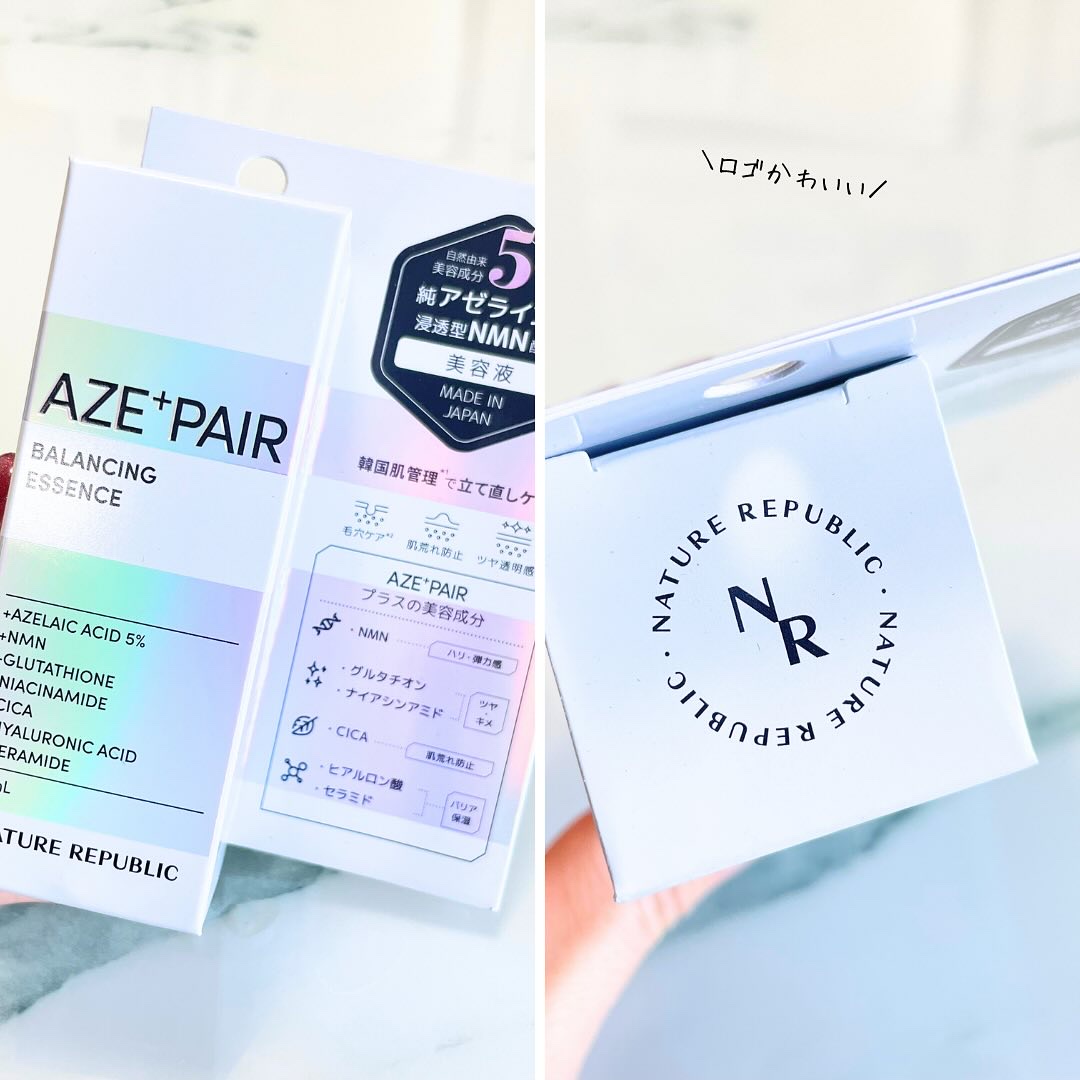 AZE⁺PAIR
BALANCING
ESSENCE
+AZELAIC ACID 5%
+NMN
GLUTATHIONE
NIACINAMIDE
CICA
HYALURONIC ACID
CERAMIDE
NATURE REPUBLIC
自然由来
美容成分 5
純アゼライ
浸透型NMN
美容液
MADE IN
JAPAN
韓国肌管理*¹で立て直しケ
毛穴ケア*² 肌荒れ防止 ツヤ透明感
AZE⁺PAIR
プラスの美容成分
・NMN
ハリ・弾力感
・グルタチオン
・ナイアシンアミド
ツヤ
・
キメ
・CICA
肌荒れ防止
・ヒアルロン酸
・セラミド
バリア
保湿
\ロゴかわいい/
NATURE REPUBLIC · NATURE REPUBLIC ·
NR